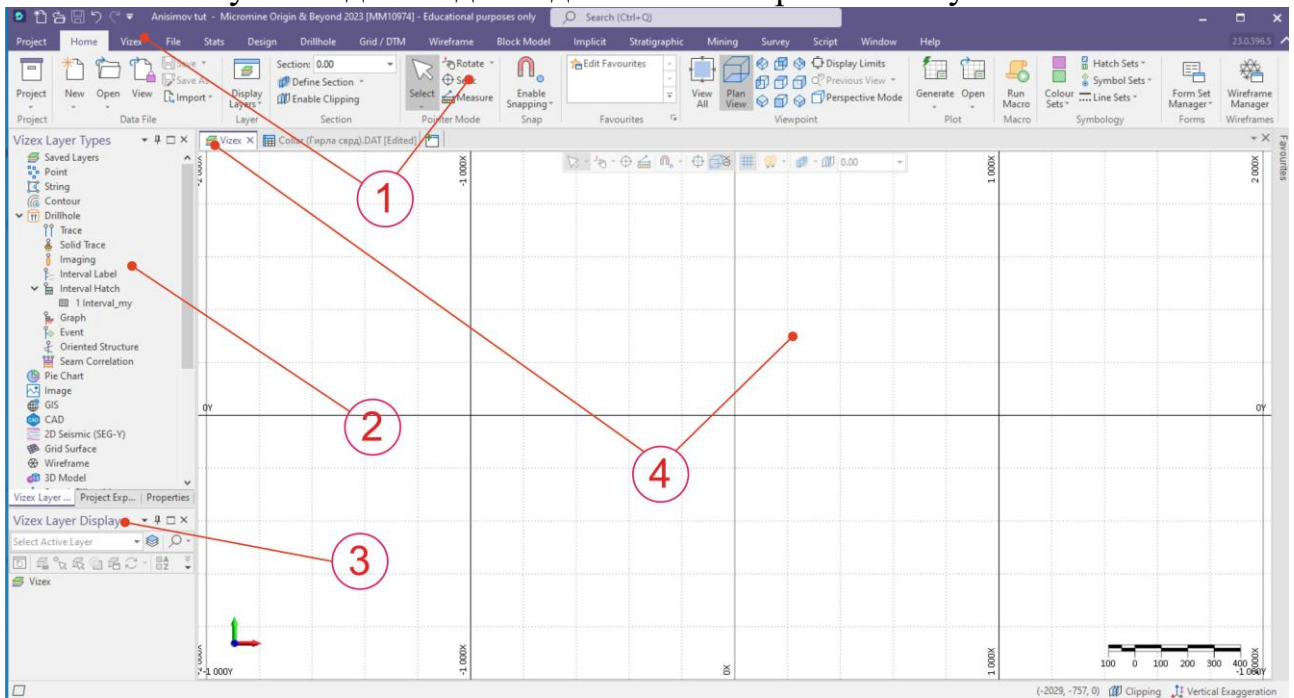 Anisimov tut - Micromine Origin & Beyond 2023 [MM10974] - Educational purposes only
Search (Ctrl+Q)
Project Home Vizex File Stats Design Drillhole Grid / DTM Wireframe Block Model Implicit Stratigraphic Mining Survey Script Window Help 23.0.396.5
Project New Open View Save Save As Import Display Layers Section: 0.00 Define Section Enable Clipping Select Rotate Measure Enable Snapping Edit Favourites View All Plan View Display Limits Previous View Perspective Mode Generate Open Run Macro Colour Sets Hatch Sets Symbol Sets Line Sets Form Set Manager Wireframe Manager
Project Data File Layer Section Pointer Mode Snap Favourites Viewpoint Plot Macro Symbology Forms Wireframes
Vizex Layer Types
Vizex
Collar (Гирла сврд).DAT [Edited]
Favourites
Saved Layers
Point
String
Contour
Drillhole
Trace
Solid Trace
Imaging
Interval Label
Interval Hatch
1 Interval_my
Graph
Event
Oriented Structure
Seam Correlation
Pie Chart
Image
GIS
CAD
2D Seismic (SEG-Y)
Grid Surface
Wireframe
3D Model
Vizex Layer ... Project Exp... Properties
Vizex Layer Display
Select Active Layer
Vizex
0.00
-1 000X
1 000X
2 000X
0Y
0Y
1
2
4
3
-1 000Y
-1 000X
0X
1 000X
-1 000Y
100 0 100 200 300 400
(-2029, -757, 0) Clipping Vertical Exaggeration